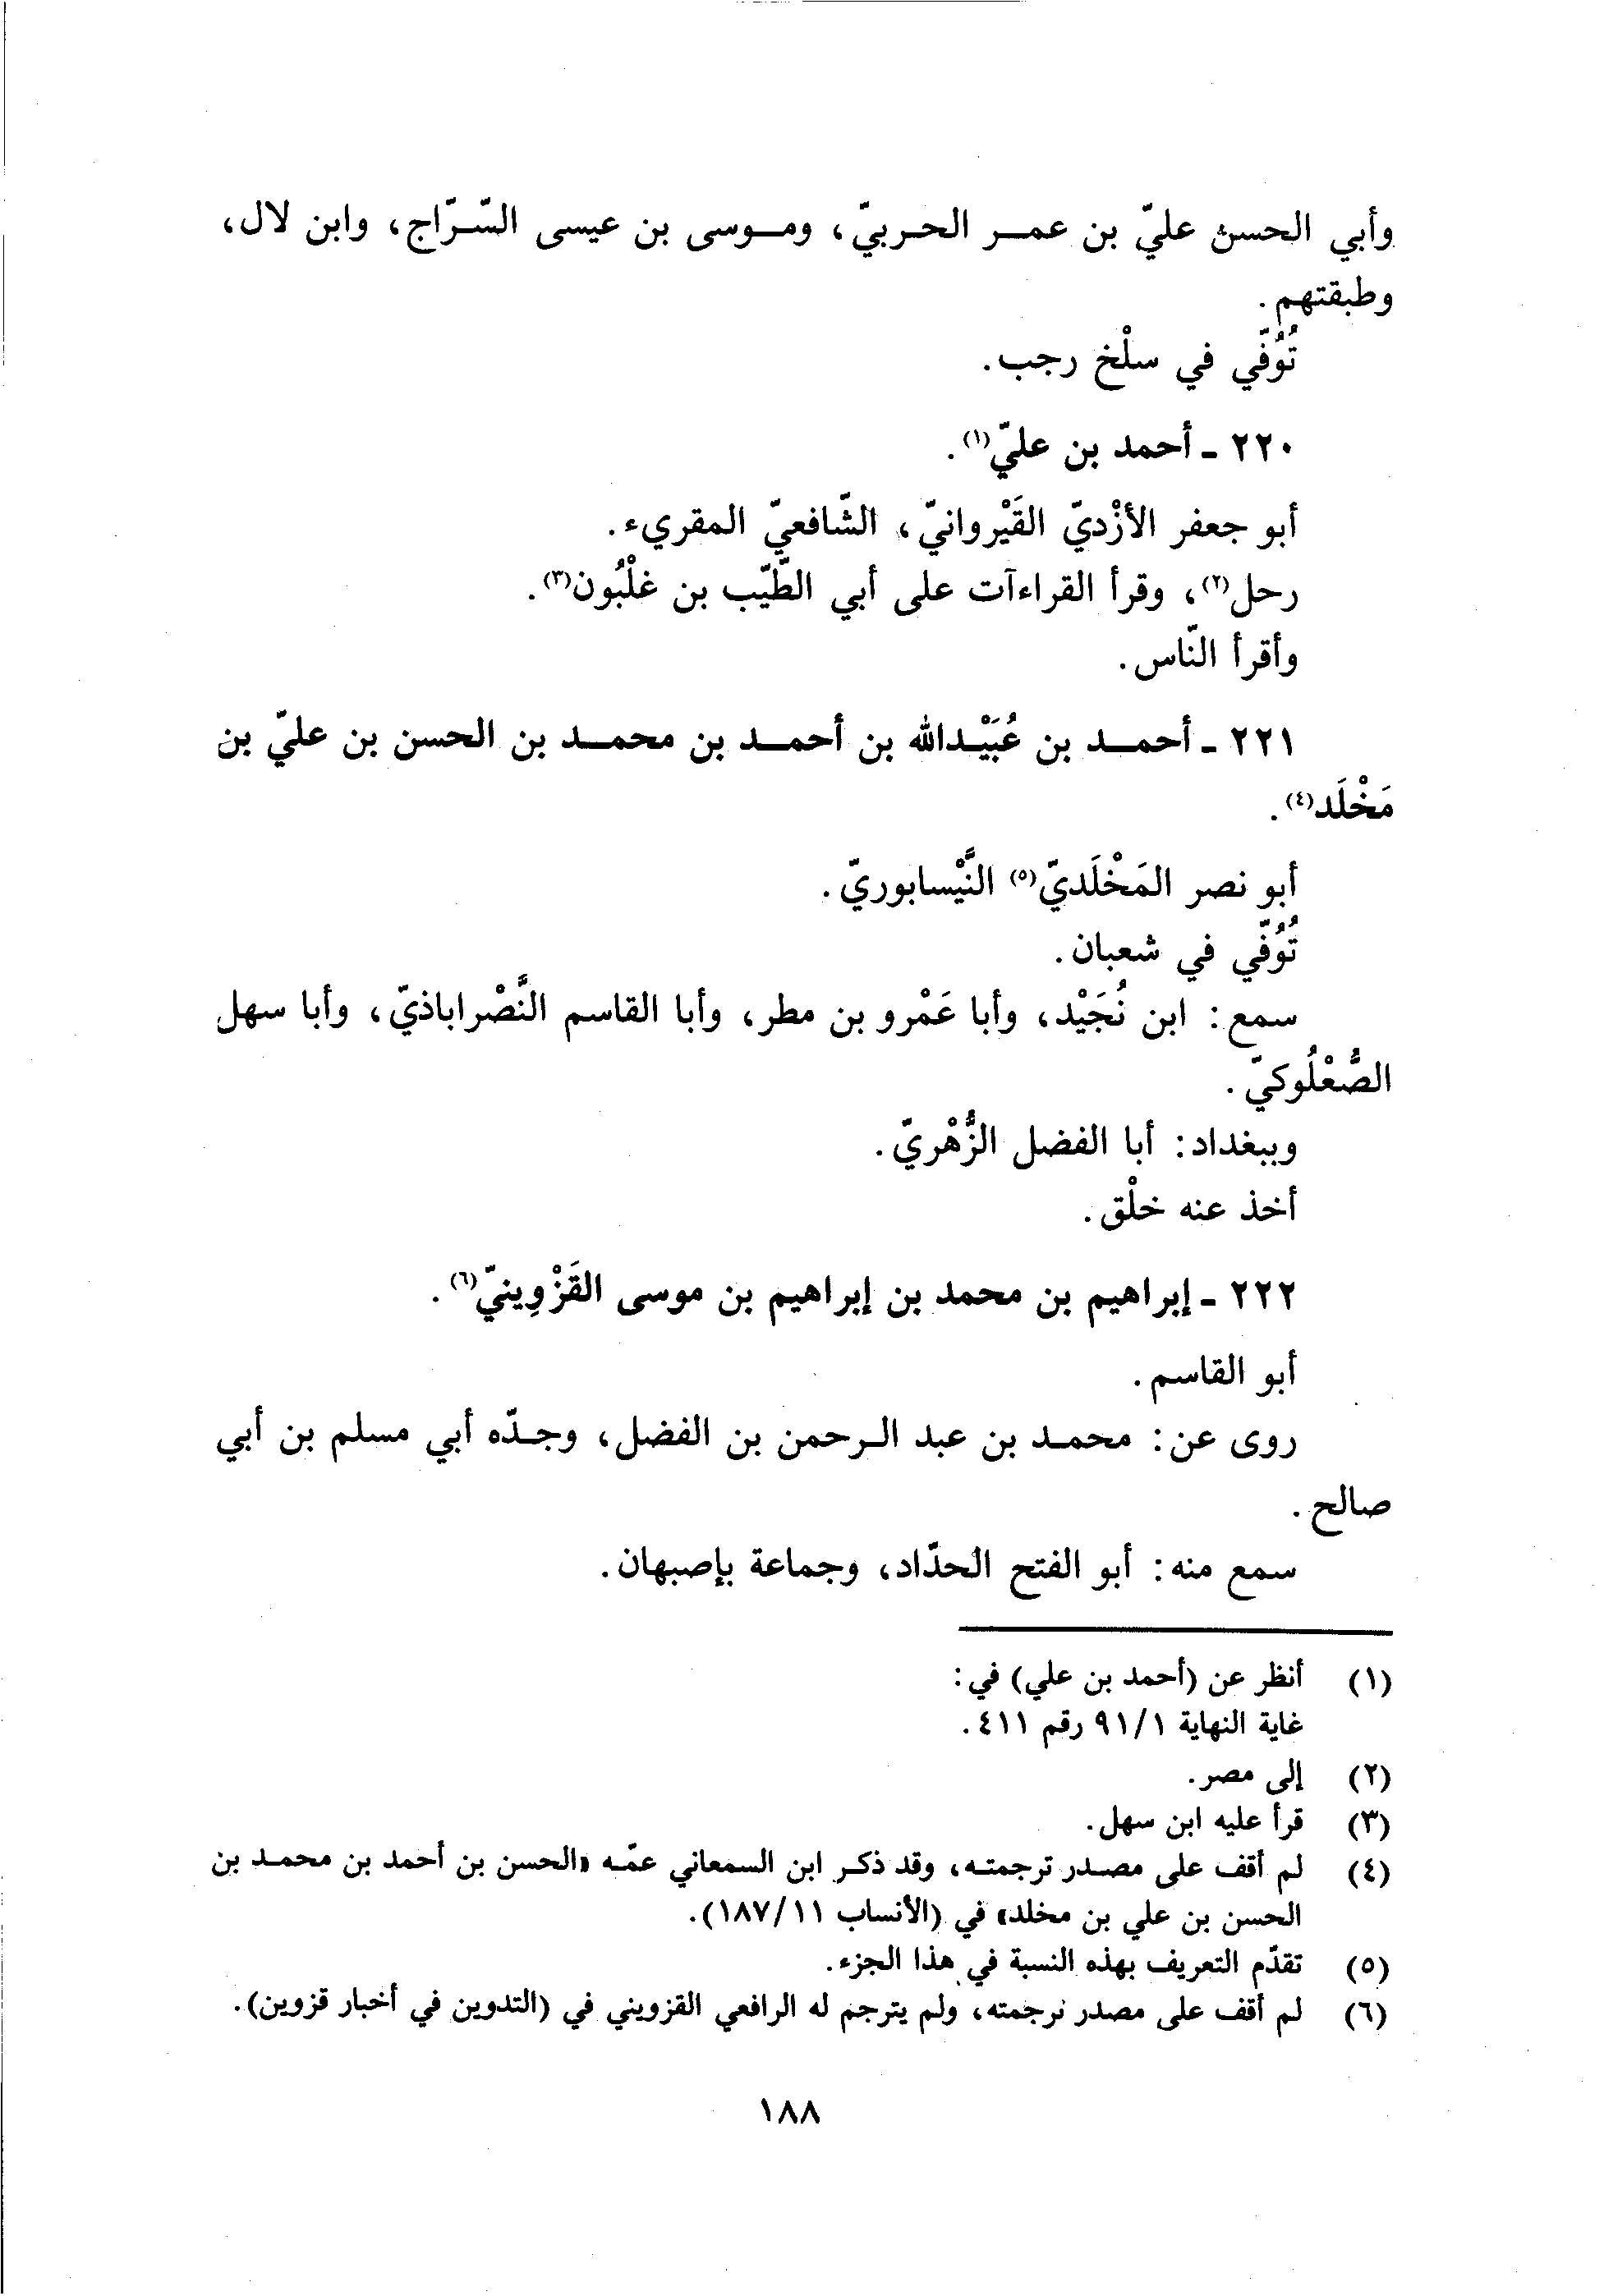 وأبي الحسن عليّ بن عمر الحربيّ، وموسى بن عيسى السّرّاج، وابن لال،
وطبقتهم.
تُوُفّي في سلْخ رجب.
٢٢٠ - أحمد بن عليّ(١).
أبو جعفر الأزْديّ القَيْروانيّ، الشّافعيّ المقريء.
رحل(٢)، وقرأ القراءآت على أبي الطّيّب بن غلْبُون(٣).
وأقرأ النّاس.
٢٢١ - أحمد بن عُبَيْدالله بن أحمد بن محمد بن الحسن بن عليّ بن
مَخْلَد(٤).
أبو نصر المَخْلَديّ(٥) النَّيْسابوريّ.
تُوُفّي في شعبان.
سمع: ابن نُجَيْد، وأبا عَمْرو بن مطر، وأبا القاسم النَّصْراباذيّ، وأبا سهل
الصُّعْلُوكيّ.
وببغداد: أبا الفضل الزُّهْريّ.
أخذ عنه خلْق.
٢٢٢ - إبراهيم بن محمد بن إبراهيم بن موسى القَزْوِينيّ(٦).
أبو القاسم.
روى عن: محمد بن عبد الرحمن بن الفضل، وجدّه أبي مسلم بن أبي
صالح.
سمع منه: أبو الفتح الحدّاد، وجماعة بإصبهان.
(١) أنظر عن (أحمد بن علي) في:
غاية النهاية ٩١/١ رقم ٤١١.
(٢) إلى مصر.
(٣) قرأ عليه ابن سهل.
(٤) لم أقف على مصدر ترجمته، وقد ذكر ابن السمعاني عمّه «الحسن بن أحمد بن محمد بن
الحسن بن علي بن مخلد» في (الأنساب ١٨٧/١١).
(٥) تقدّم التعريف بهذه النسبة في هذا الجزء.
(٦) لم أقف على مصدر ترجمته، ولم يترجم له الرافعي القزويني في (التدوين في أخبار قزوين).
١٨٨